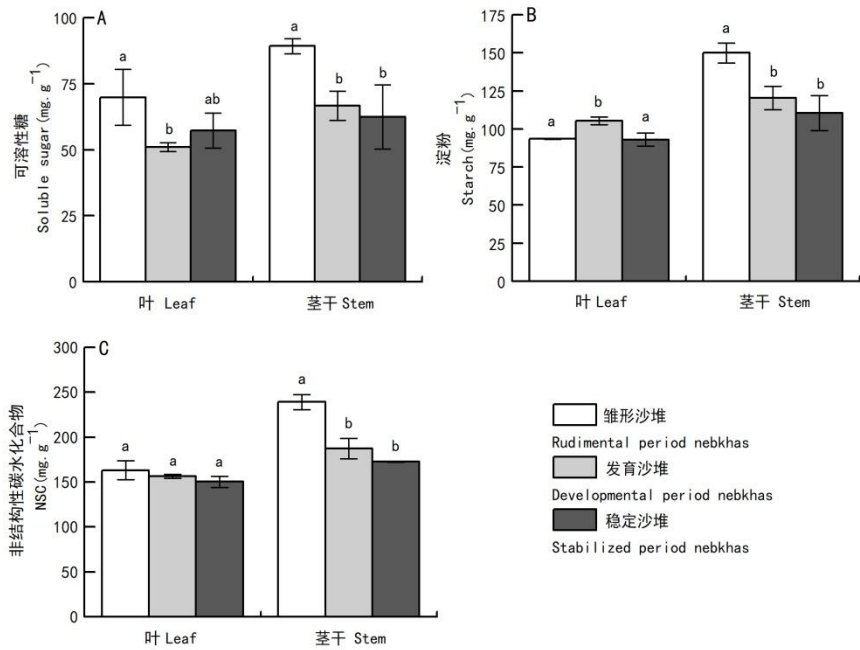 A
100
75
50
25
0
可溶性糖
Soluble sugar(mg.g⁻¹)
a
b
ab
a
b
b
叶 Leaf
茎干 Stem
B
175
150
125
100
75
50
25
0
淀粉
Starch(mg.g⁻¹)
a
b
a
a
b
b
叶 Leaf
茎干 Stem
C
300
250
200
150
100
50
0
非结构性碳水化合物
NSC(mg.g⁻¹)
a
a
a
a
b
b
叶 Leaf
茎干 Stem
雏形沙堆
Rudimental period nebkhas
发育沙堆
Developmental period nebkhas
稳定沙堆
Stabilized period nebkhas